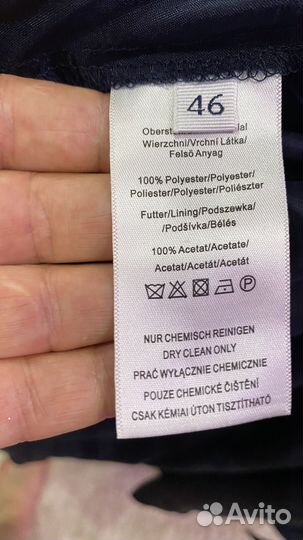 46
Oberst
Wierzchni/Vrchní Látka/
Felső Anyag
100% Polyester/Polyester/
Poliester/Polyester/Poliészter
Futter/Lining/Podszewka/
/Podšívka/Bélés
100% Acetat/Acetate/
Acetat/Acetát/Acetát
P
NUR CHEMISCH REINIGEN
DRY CLEAN ONLY
PRAĆ WYŁĄCZNIE CHEMICZNIE
POUZE CHEMICKÉ ČIŠTĚNÍ
CSAK KÉMIAI ÚTON TISZTÍTHATÓ
Avito